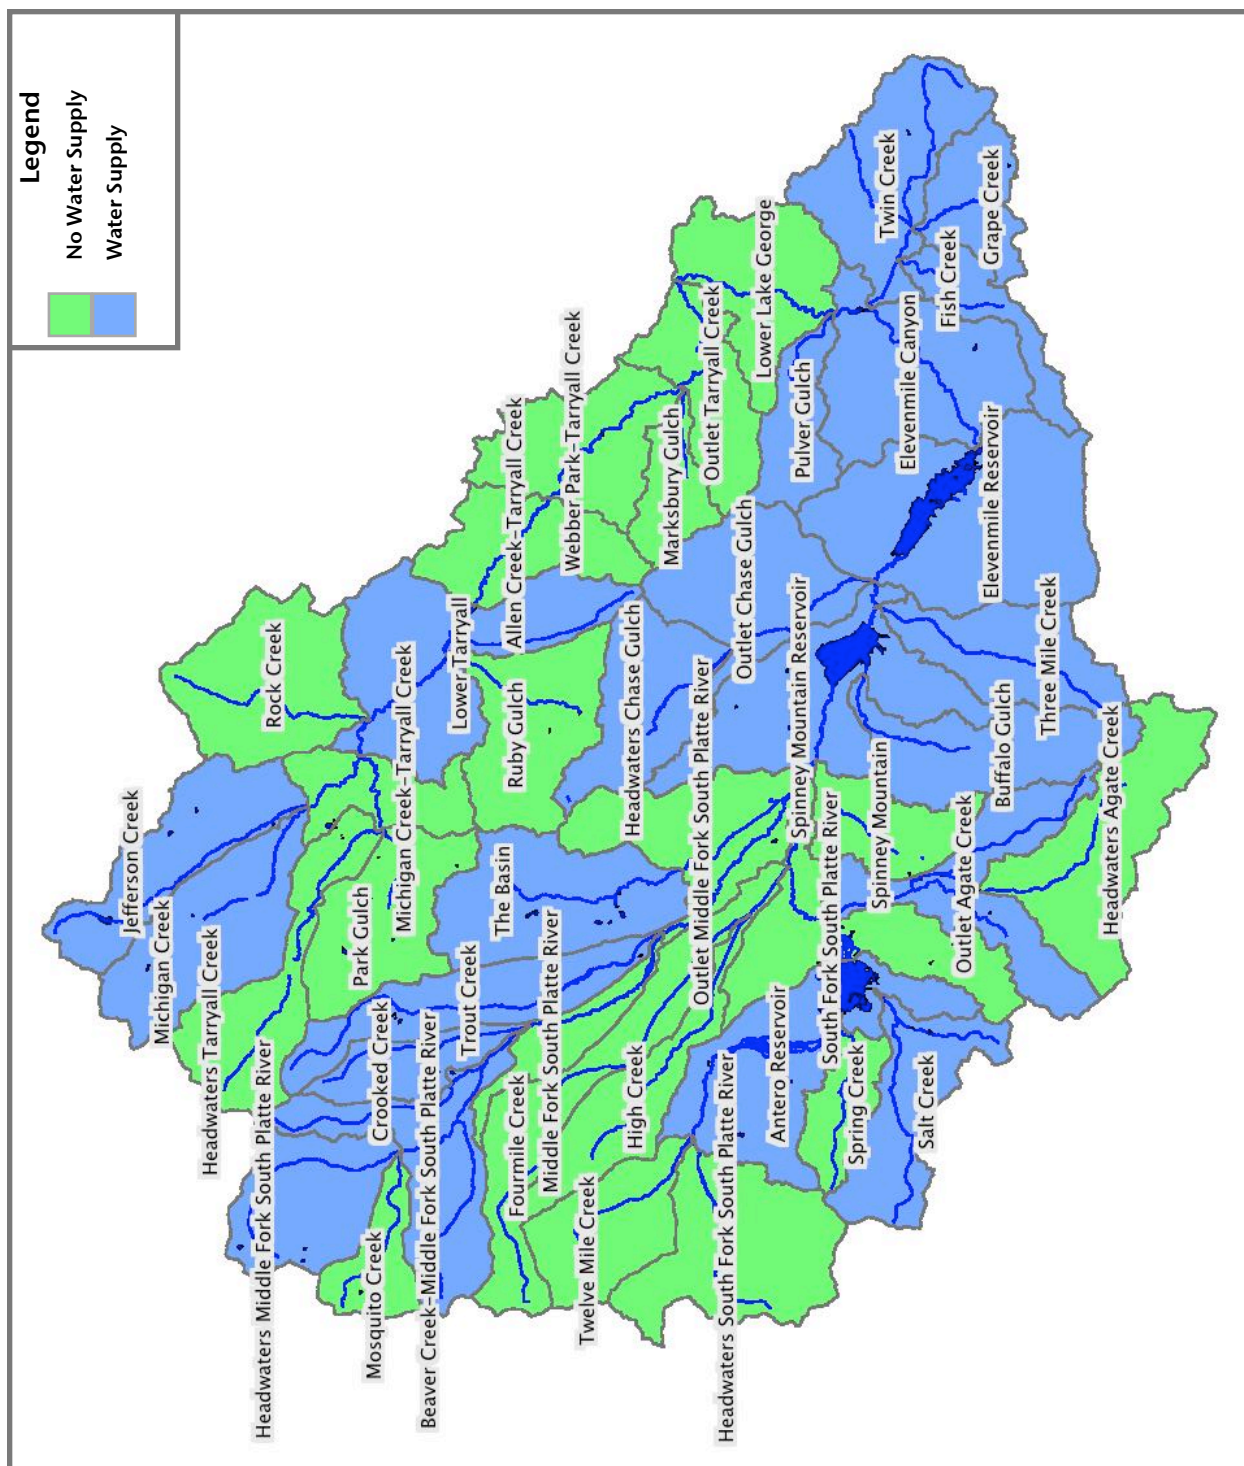 Legend
No Water Supply
Water Supply
Jefferson Creek
Michigan Creek
Headwaters Tarryall Creek
Headwaters Middle Fork South Platte River
Rock Creek
Park Gulch
Crooked Creek
Mosquito Creek
Michigan Creek–Tarryall Creek
Beaver Creek–Middle Fork South Platte River
Lower Tarryall
Trout Creek
The Basin
Ruby Gulch
Allen Creek–Tarryall Creek
Fourmile Creek
Middle Fork South Platte River
Webber Park–Tarryall Creek
Twelve Mile Creek
Headwaters Chase Gulch
High Creek
Marksbury Gulch
Outlet Middle Fork South Platte River
Outlet Tarryall Creek
Headwaters South Fork South Platte River
Outlet Chase Gulch
Lower Lake George
Antero Reservoir
Spinney Mountain Reservoir
Pulver Gulch
South Fork South Platte River
Spring Creek
Spinney Mountain
Twin Creek
Elevenmile Canyon
Salt Creek
Fish Creek
Outlet Agate Creek
Grape Creek
Elevenmile Reservoir
Buffalo Gulch
Three Mile Creek
Headwaters Agate Creek